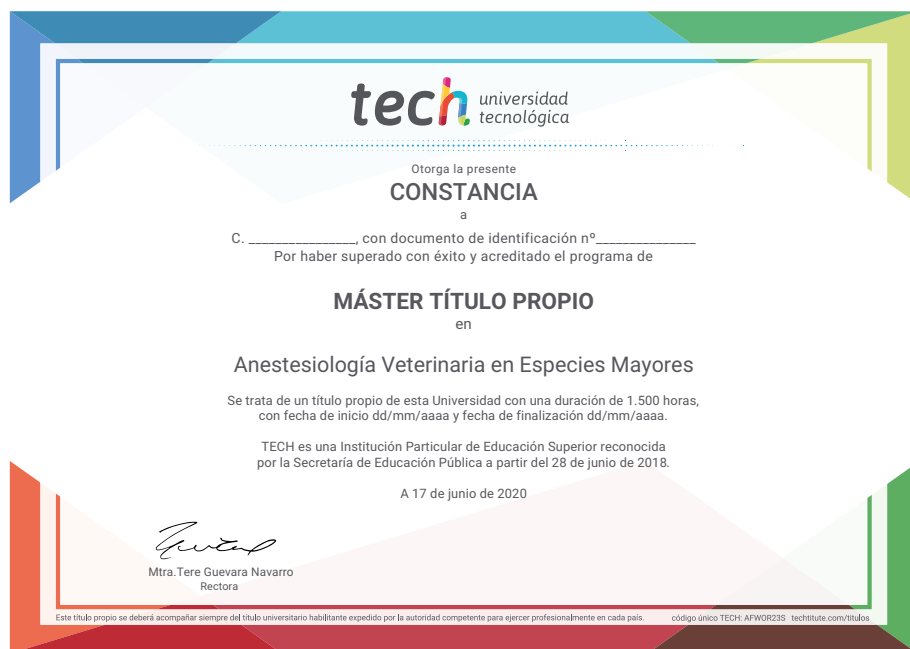 tech universidad
tecnológica
Otorga la presente
CONSTANCIA
a
C. ________________, con documento de identificación nº_______________
Por haber superado con éxito y acreditado el programa de
MÁSTER TÍTULO PROPIO
en
Anestesiología Veterinaria en Especies Mayores
Se trata de un título propio de esta Universidad con una duración de 1.500 horas,
con fecha de inicio dd/mm/aaaa y fecha de finalización dd/mm/aaaa.
TECH es una Institución Particular de Educación Superior reconocida
por la Secretaría de Educación Pública a partir del 28 de junio de 2018.
A 17 de junio de 2020
Mtra.Tere Guevara Navarro
Rectora
Este título propio se deberá acompañar siempre del título universitario habilitante expedido por la autoridad competente para ejercer profesionalmente en cada país. código único TECH: AFWOR23S techtitute.com/titulos